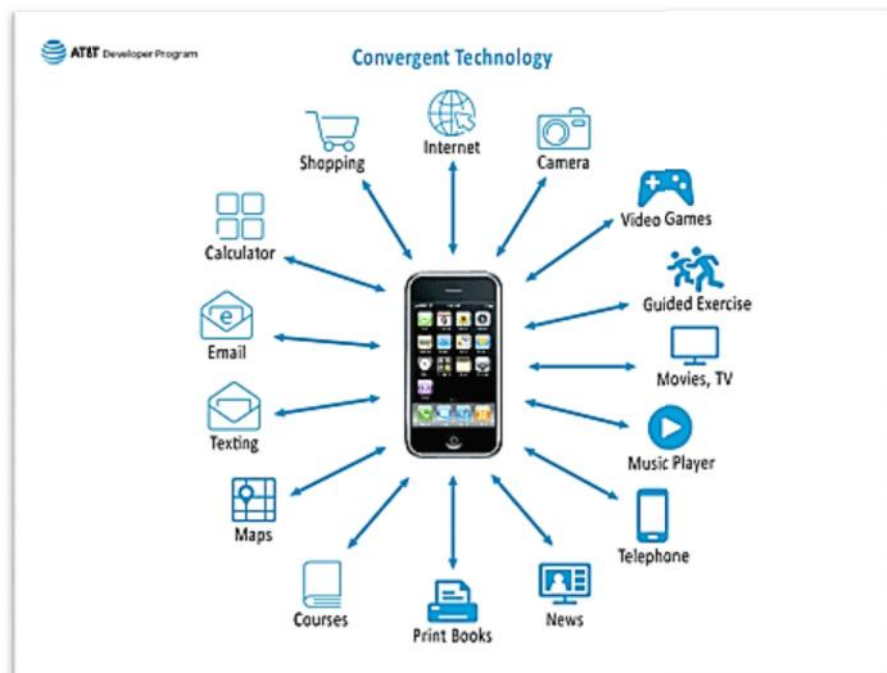 AT&T Developer Program
Convergent Technology
Internet
Shopping
Camera
Video Games
Calculator
Guided Exercise
Email
Movies, TV
Texting
Music Player
Maps
Telephone
Courses
Print Books
News